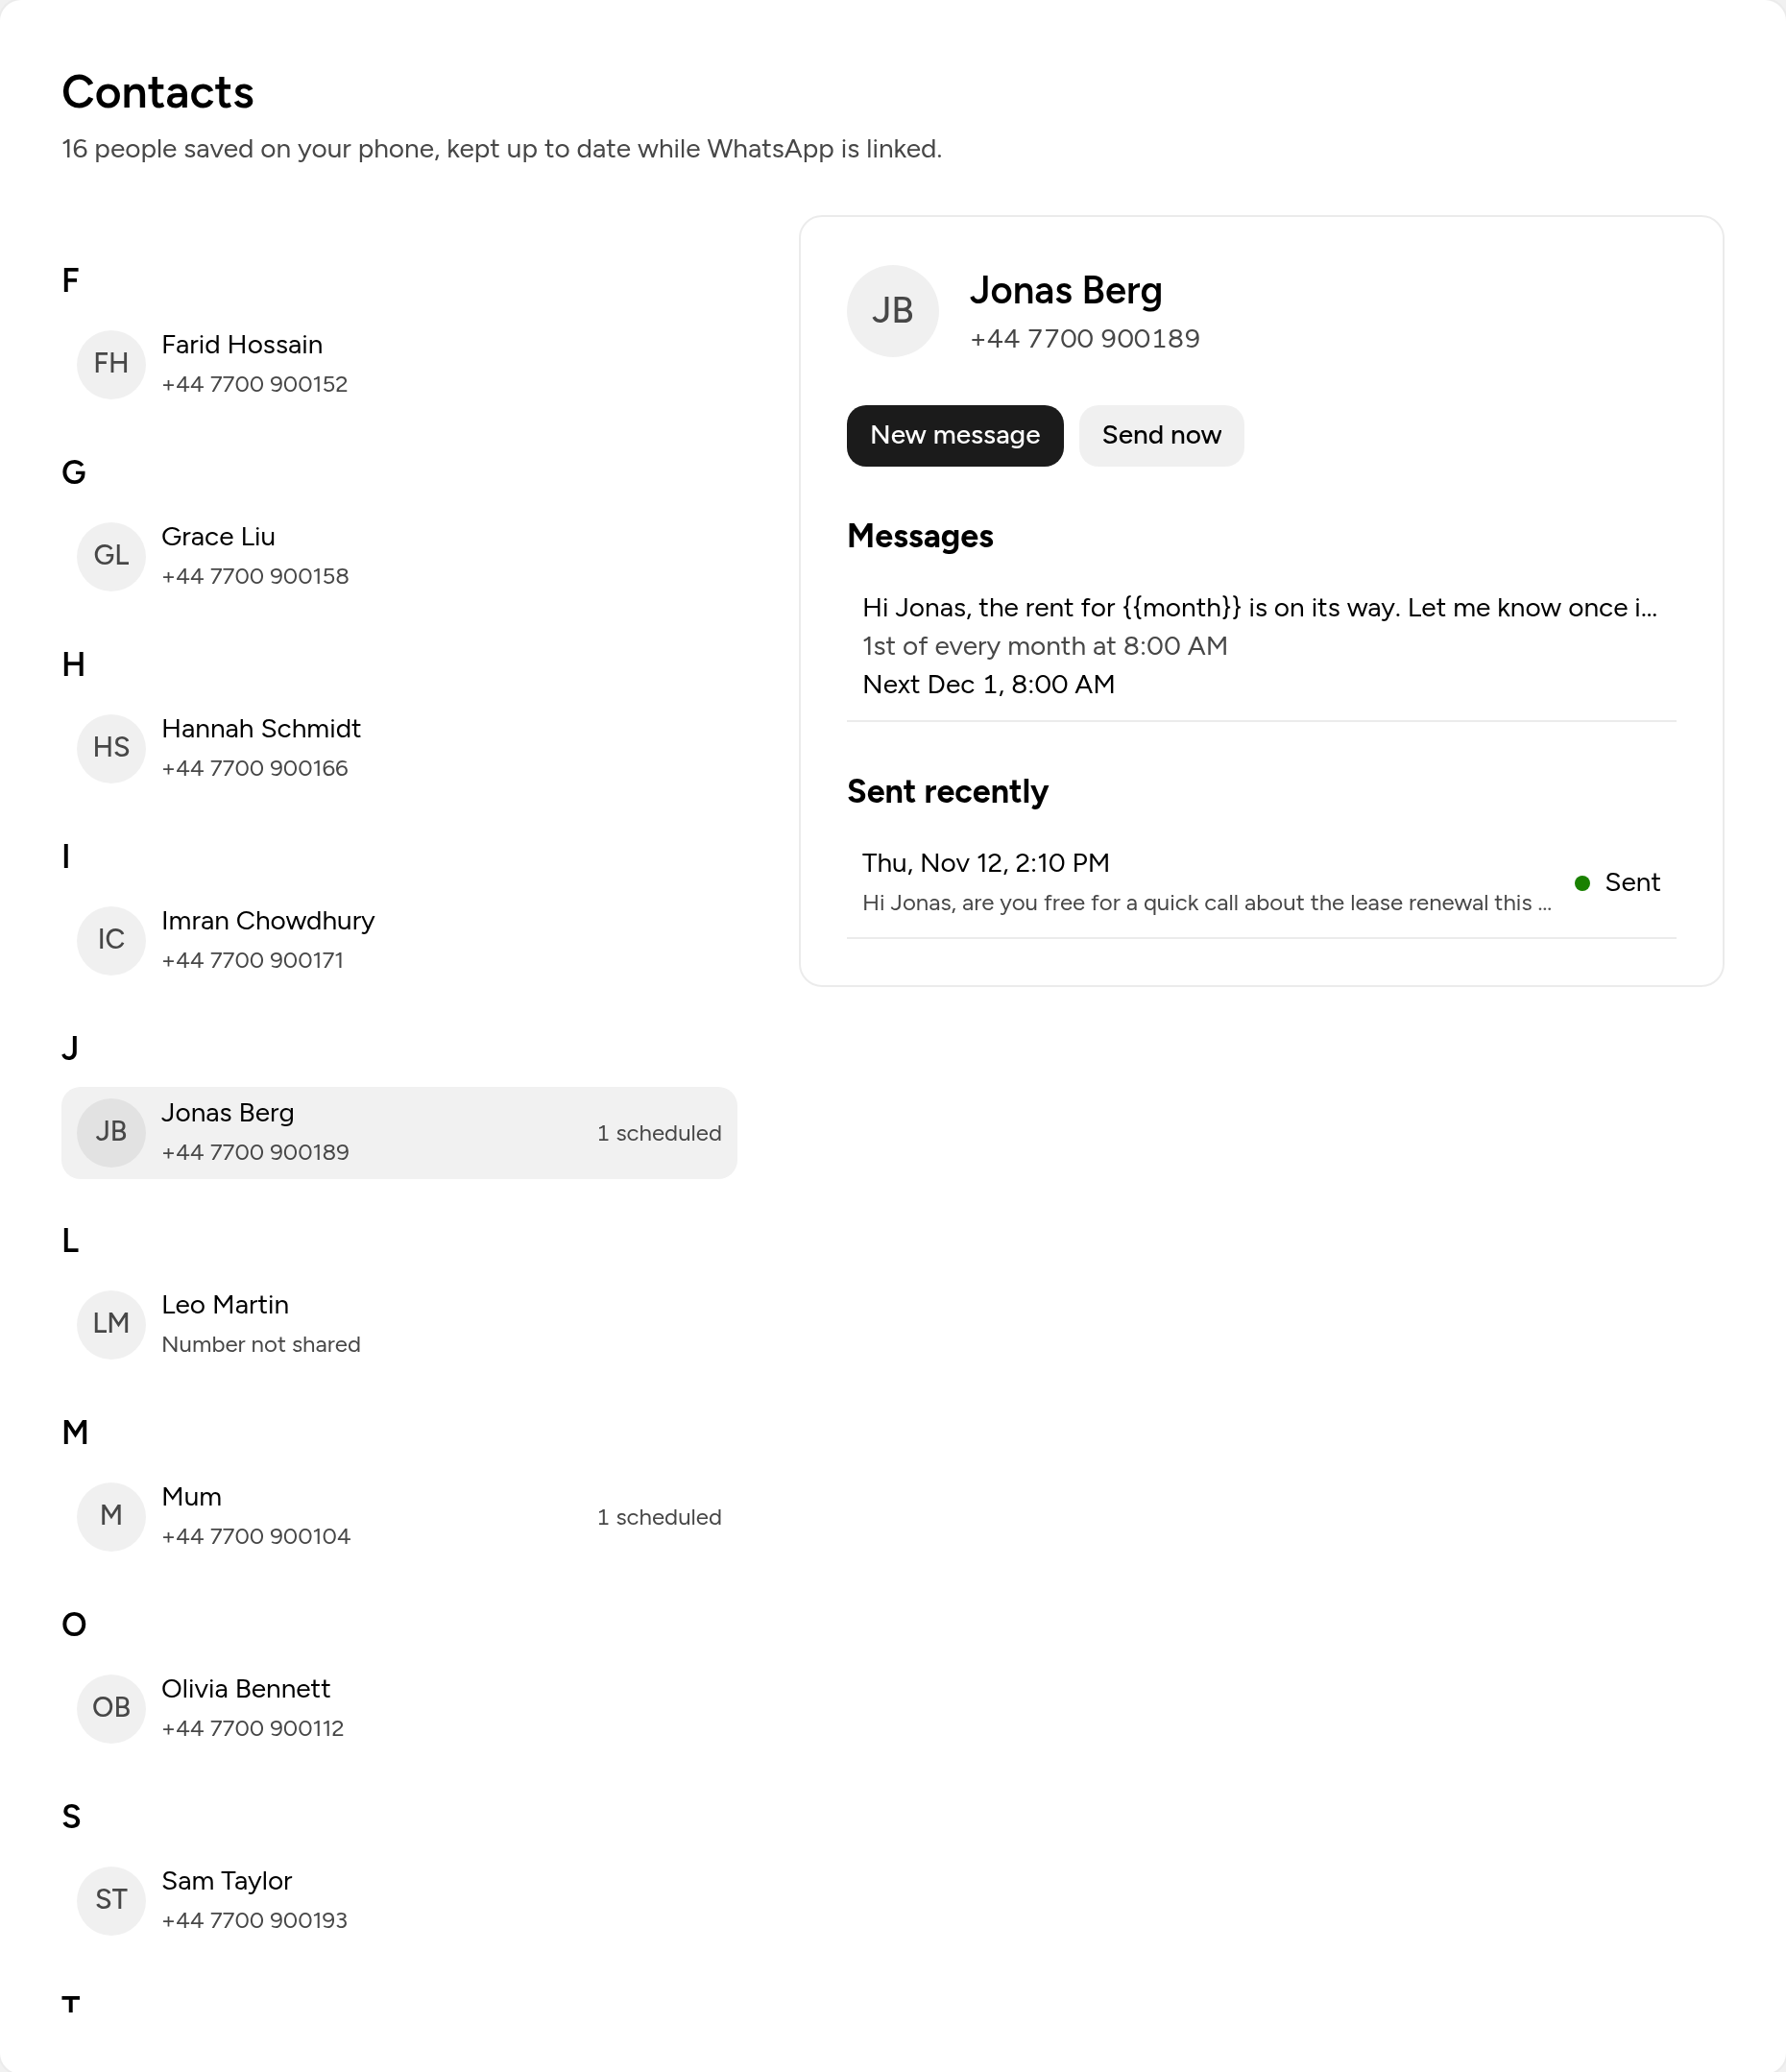 Contacts
16 people saved on your phone, kept up to date while WhatsApp is linked.
F
FH
Farid Hossain
+44 7700 900152
G
GL
Grace Liu
+44 7700 900158
H
HS
Hannah Schmidt
+44 7700 900166
I
IC
Imran Chowdhury
+44 7700 900171
J
JB
Jonas Berg
+44 7700 900189
1 scheduled
L
LM
Leo Martin
Number not shared
M
M
Mum
+44 7700 900104
1 scheduled
O
OB
Olivia Bennett
+44 7700 900112
S
ST
Sam Taylor
+44 7700 900193
T
JB
Jonas Berg
+44 7700 900189
New message
Send now
Messages
Hi Jonas, the rent for {{month}} is on its way. Let me know once i...
1st of every month at 8:00 AM
Next Dec 1, 8:00 AM
Sent recently
Thu, Nov 12, 2:10 PM
Hi Jonas, are you free for a quick call about the lease renewal this ...
Sent